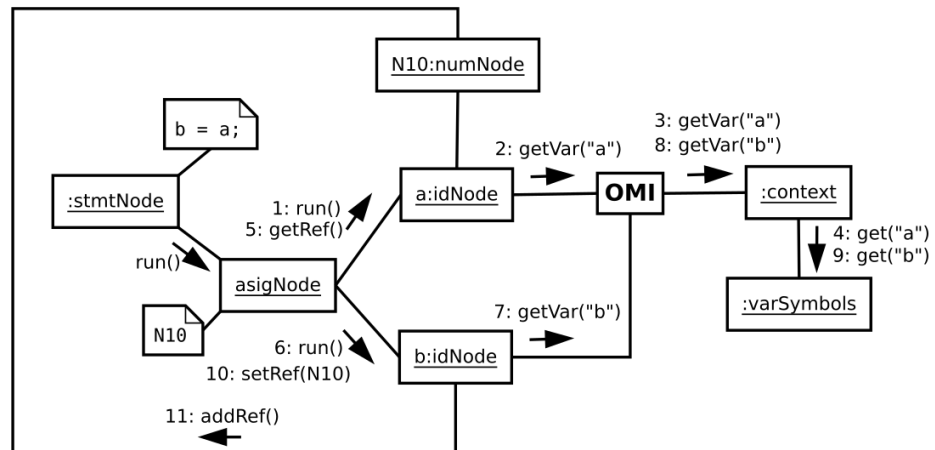 N10:numNode
b = a;
3: getVar("a")
2: getVar("a")
8: getVar("b")
:stmtNode
a:idNode
OMI
:context
1: run()
5: getRef()
4: get("a")
9: get("b")
run()
asigNode
:varSymbols
7: getVar("b")
N10
6: run()
b:idNode
10: setRef(N10)
11: addRef()